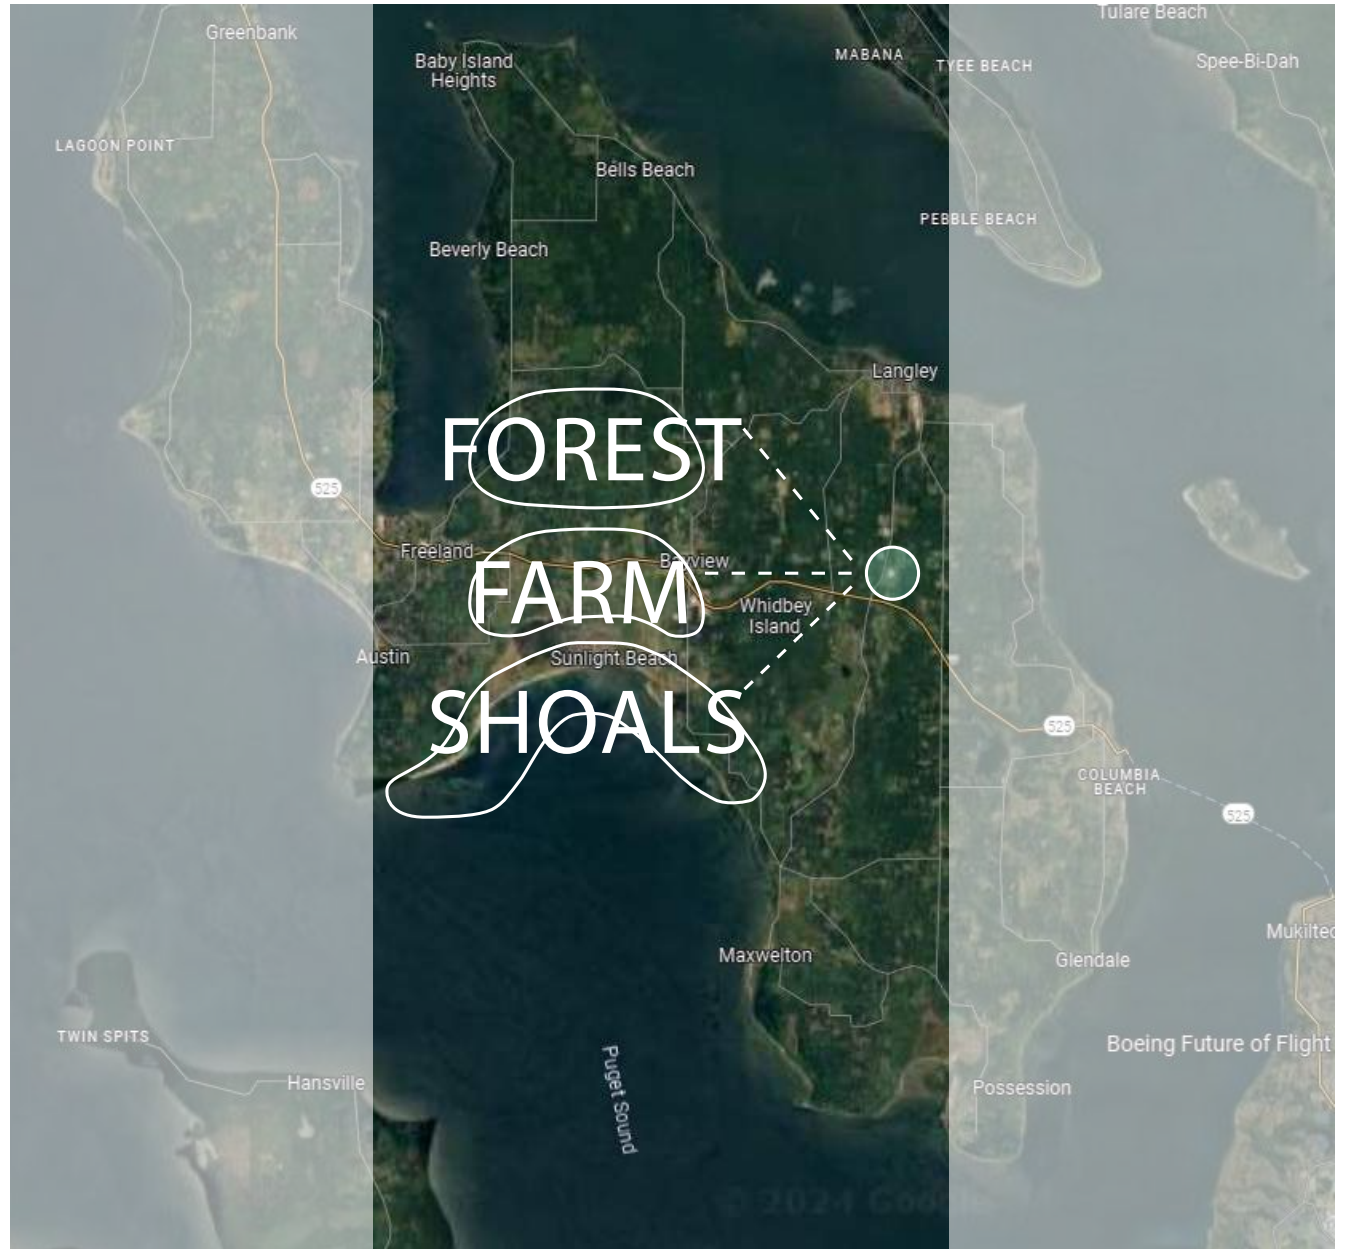 Greenbank
Tulare Beach
Baby Island
Heights
MABANA
TYEE BEACH
Spee-Bi-Dah
LAGOON POINT
Bells Beach
PEBBLE BEACH
Beverly Beach
Langley
FOREST
525
Freeland
Bayview
FARM
Whidbey
Island
Austin
Sunlight Beach
SHOALS
525
COLUMBIA
BEACH
525
Mukilteo
Maxwelton
Glendale
TWIN SPITS
Boeing Future of Flight
Hansville
Puget Sound
Possession
© 2024 Google